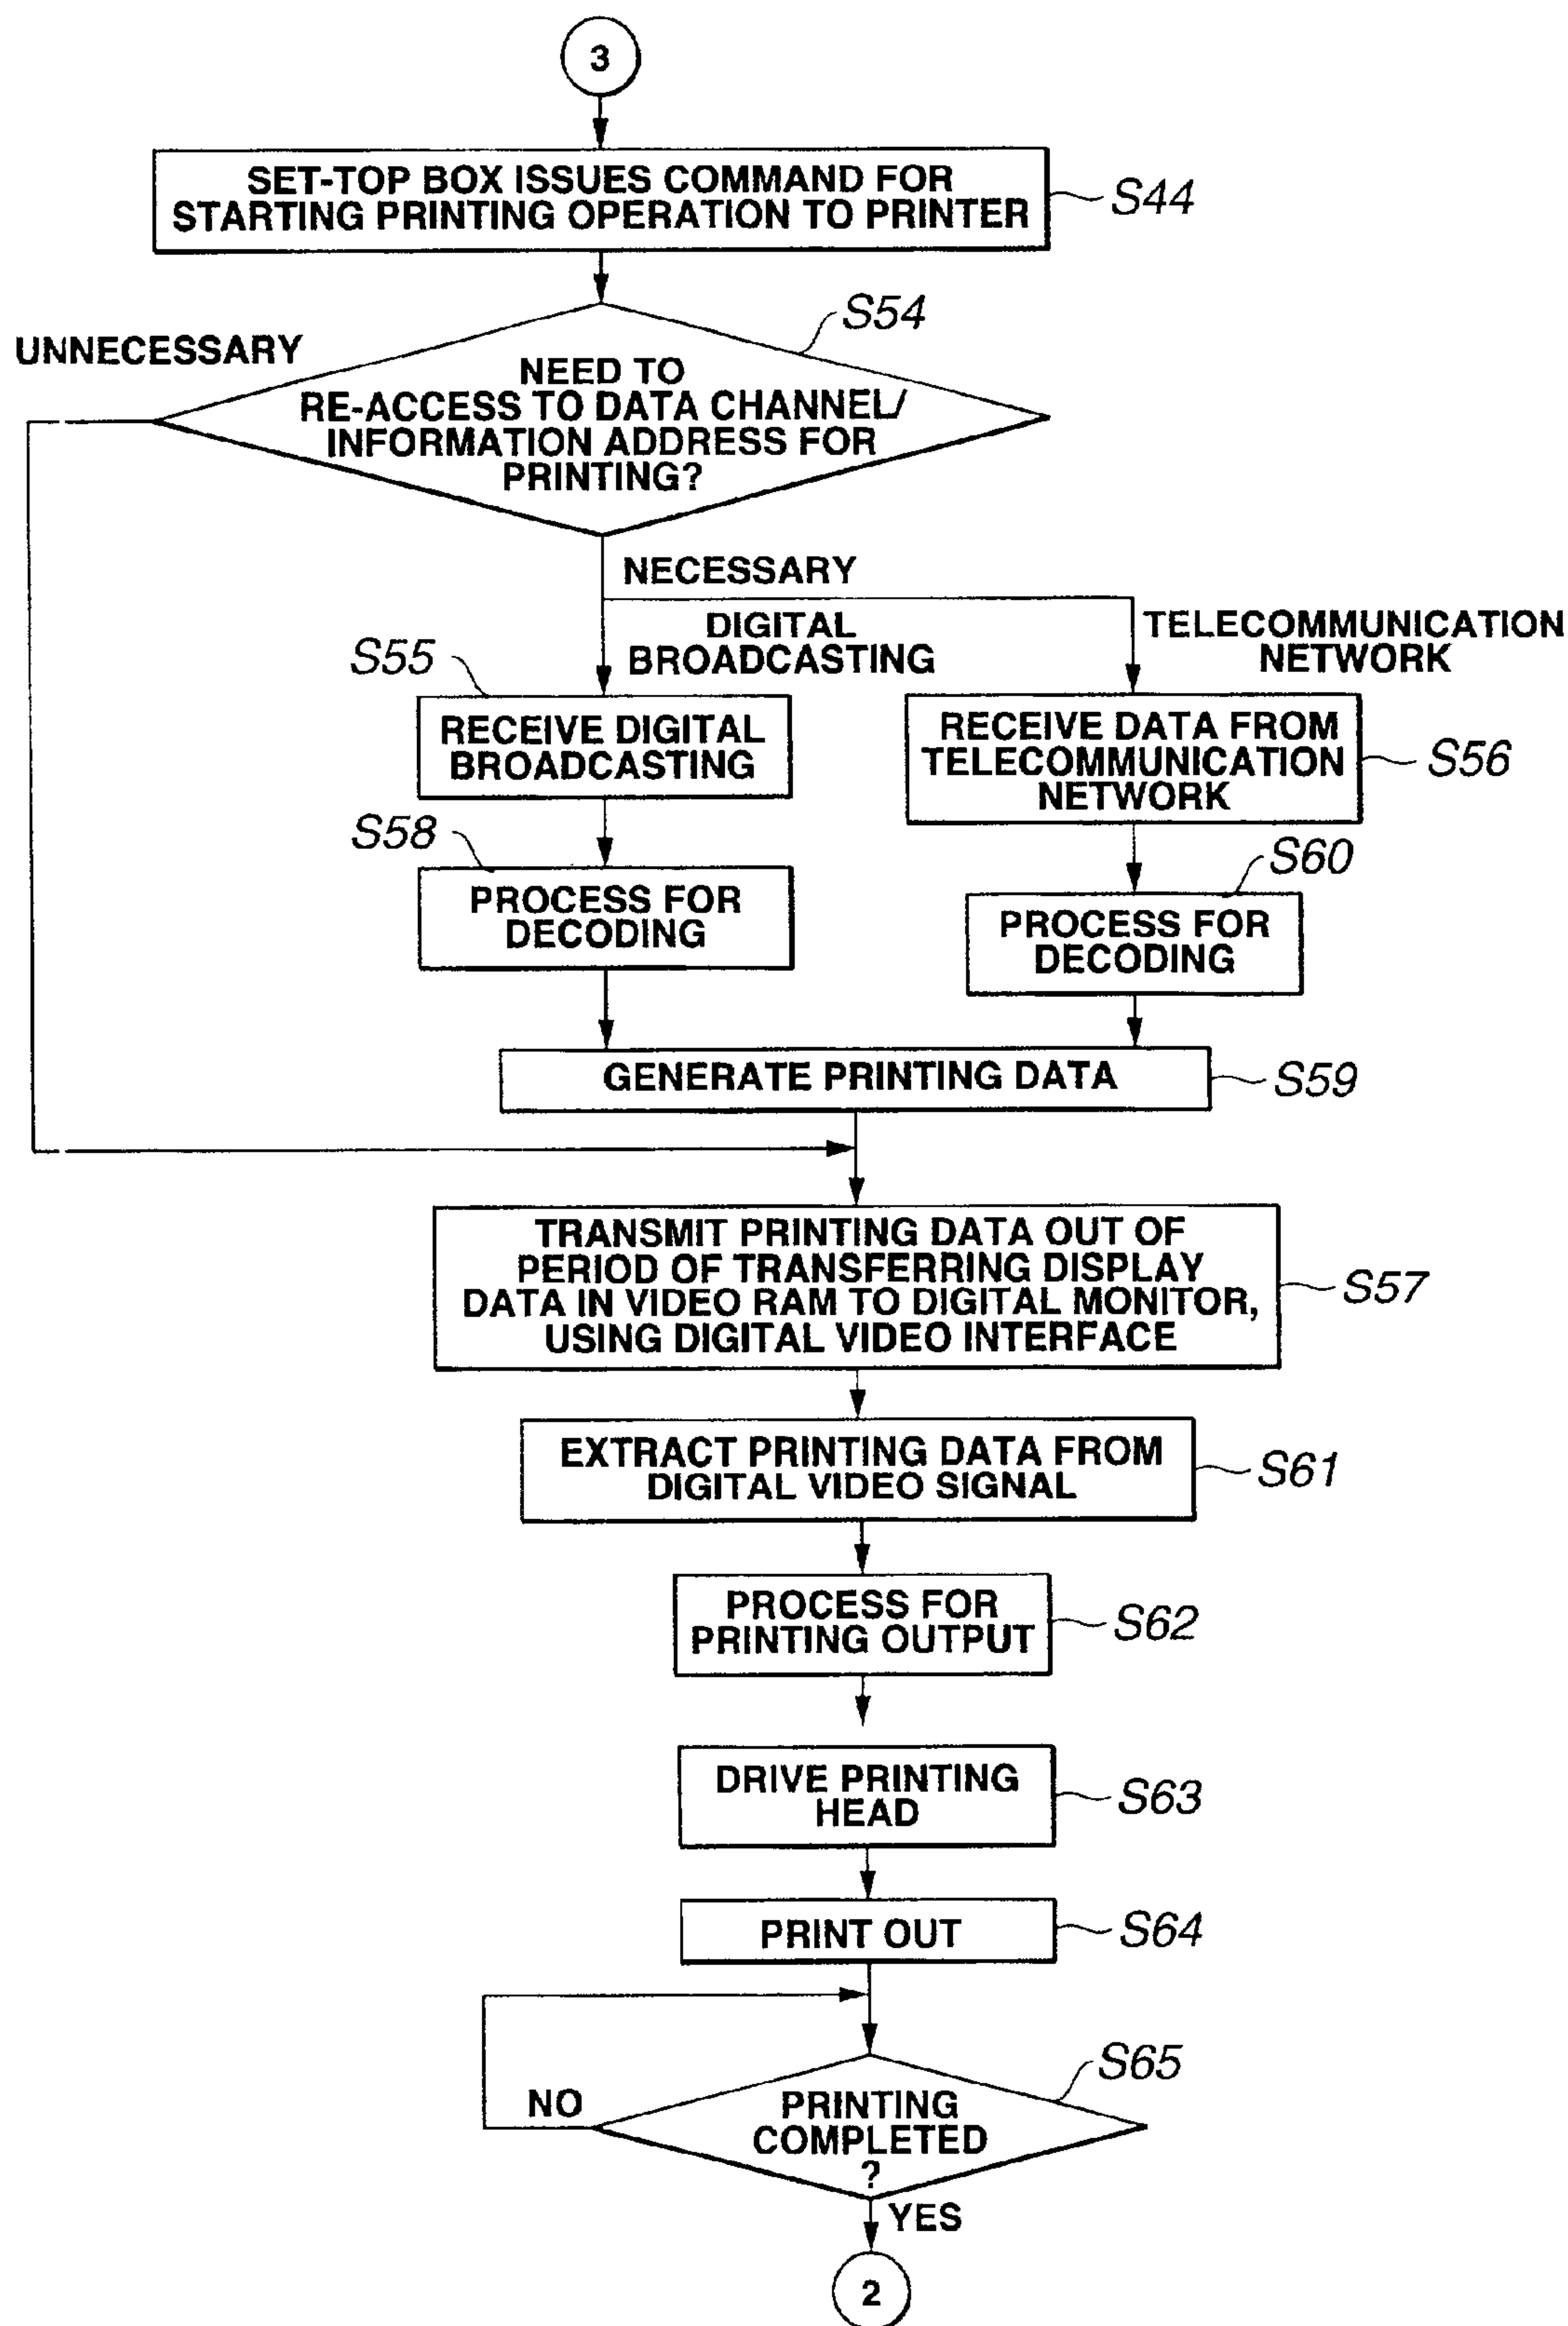 3
SET-TOP BOX ISSUES COMMAND FOR
STARTING PRINTING OPERATION TO PRINTER
S44
S54
UNNECESSARY
NEED TO
RE-ACCESS TO DATA CHANNEL/
INFORMATION ADDRESS FOR
PRINTING?
NECESSARY
DIGITAL
BROADCASTING
TELECOMMUNICATION
NETWORK
S55
RECEIVE DIGITAL
BROADCASTING
RECEIVE DATA FROM
TELECOMMUNICATION
NETWORK
S56
S58
PROCESS FOR
DECODING
S60
PROCESS FOR
DECODING
GENERATE PRINTING DATA
S59
TRANSMIT PRINTING DATA OUT OF
PERIOD OF TRANSFERRING DISPLAY
DATA IN VIDEO RAM TO DIGITAL MONITOR,
USING DIGITAL VIDEO INTERFACE
S57
EXTRACT PRINTING DATA FROM
DIGITAL VIDEO SIGNAL
S61
PROCESS FOR
PRINTING OUTPUT
S62
DRIVE PRINTING
HEAD
S63
PRINT OUT
S64
S65
NO
PRINTING
COMPLETED
?
YES
2